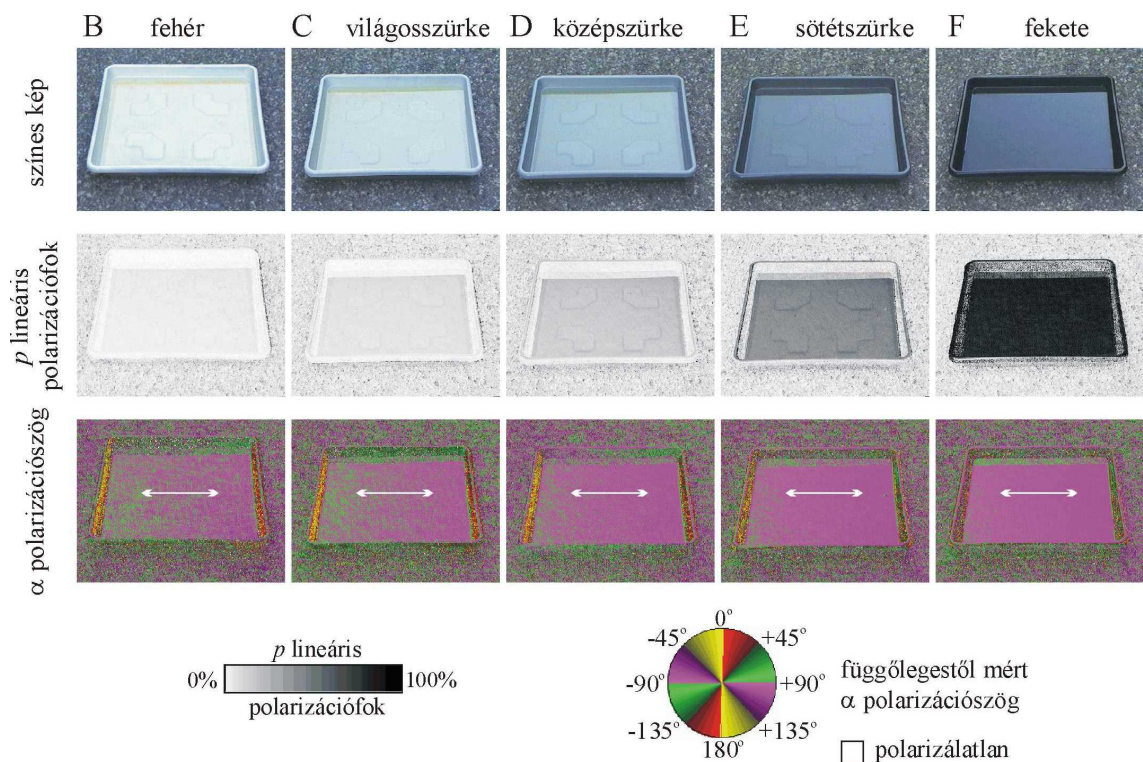 B fehér C világosszürke D középszürke E sötétszürke F fekete
színes kép
p lineáris
polarizációfok
α polarizációszög
p lineáris
0% 100%
polarizációfok
0°
-45° +45°
-90° +90°
-135° +135°
180°
függőlegestől mért
α polarizációszög
polarizálatlan